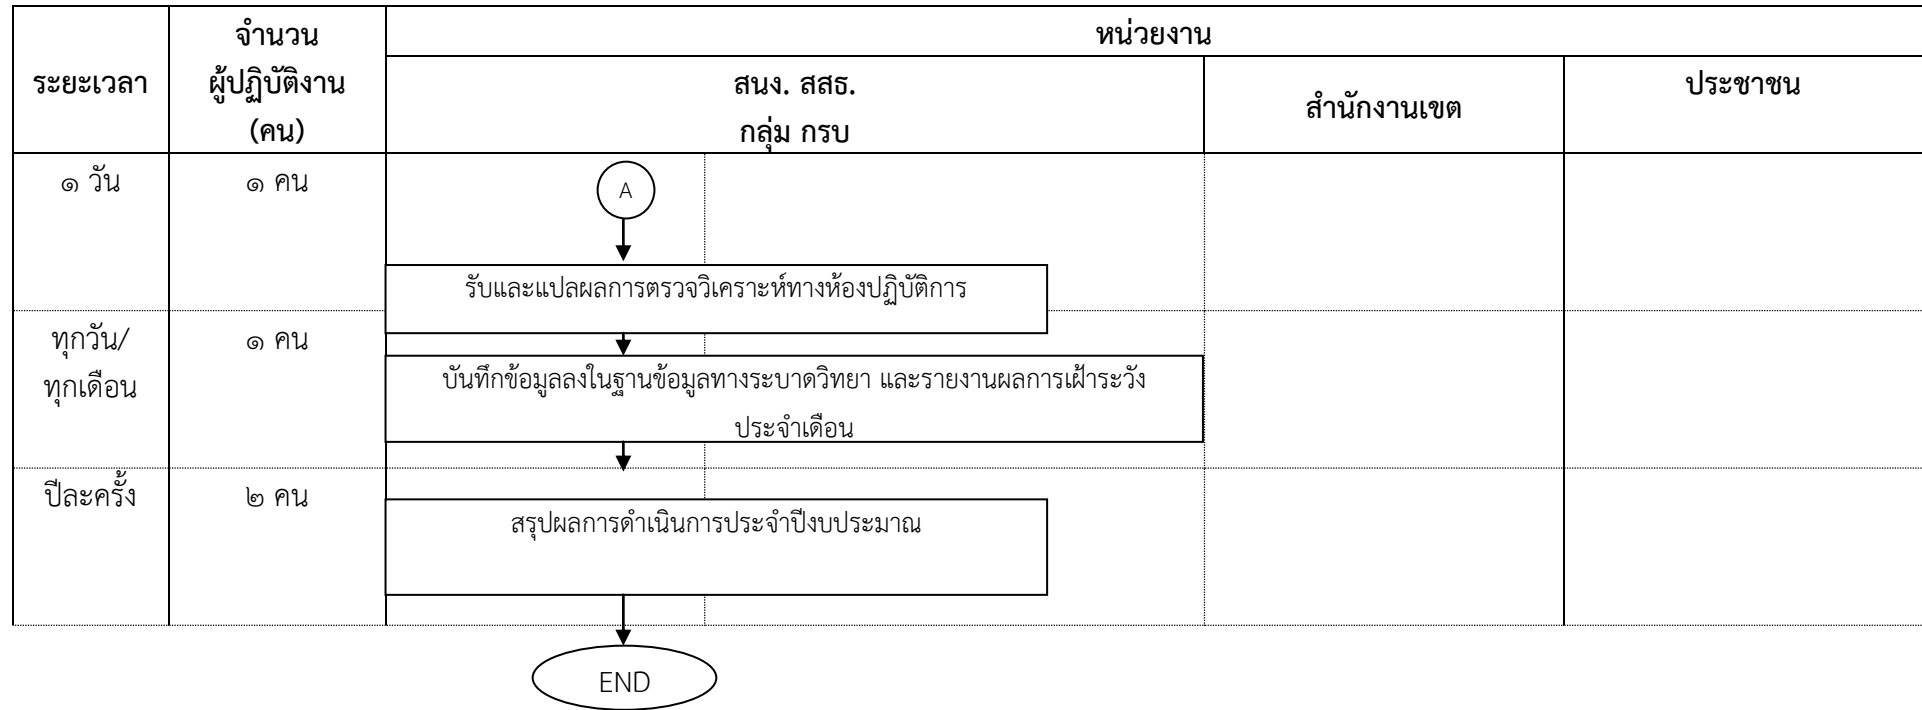 ระยะเวลา
จำนวน
ผู้ปฏิบัติงาน
(คน)
หน่วยงาน
สนง. สสธ.
กลุ่ม กรบ
สำนักงานเขต
ประชาชน
๑ วัน
๑ คน
A
รับและแปลผลการตรวจวิเคราะห์ทางห้องปฏิบัติการ
ทุกวัน/
ทุกเดือน
๑ คน
บันทึกข้อมูลลงในฐานข้อมูลทางระบาดวิทยา และรายงานผลการเฝ้าระวัง
ประจำเดือน
ปีละครั้ง
๒ คน
สรุปผลการดำเนินการประจำปีงบประมาณ
END